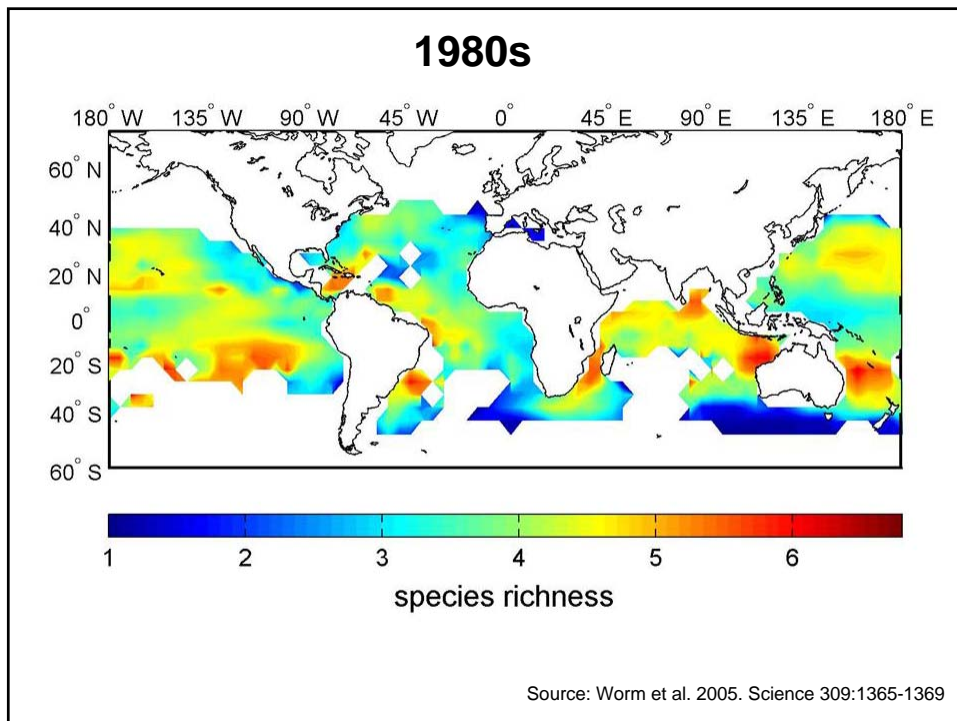 1980s
180° W 135° W 90° W 45° W 0° 45° E 90° E 135° E 180° E
60° N
40° N
20° N
0°
20° S
40° S
60° S
1 2 3 4 5 6
species richness
Source: Worm et al. 2005. Science 309:1365-1369